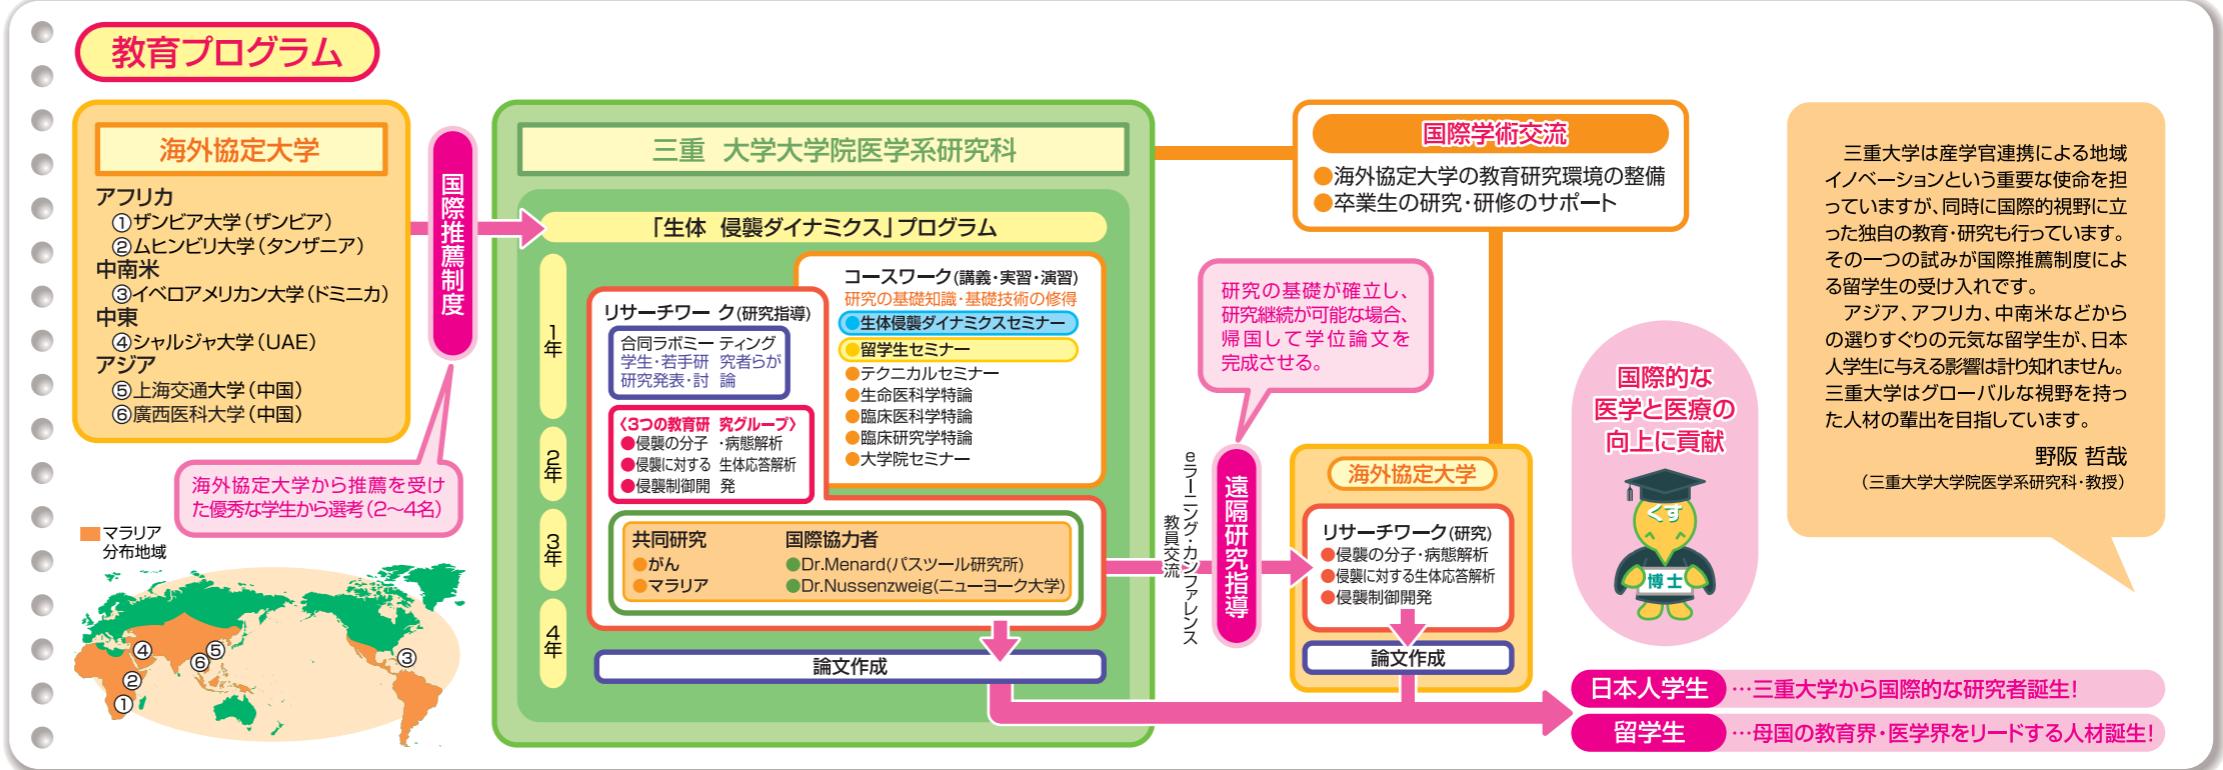 教育プログラム
海外協定大学
アフリカ
①ザンビア大学(ザンビア)
②ムヒンビリ大学(タンザニア)
中南米
③イベロアメリカン大学(ドミニカ)
中東
④シャルジャ大学(UAE)
アジア
⑤上海交通大学(中国)
⑥廣西医科大学(中国)
国際推薦制度
海外協定大学から推薦を受け
た優秀な学生から選考(2〜4名)
マラリア
分布地域
④
⑤
⑥
③
②
①
三重 大学大学院医学系研究科
「生体 侵襲ダイナミクス」プログラム
1年
2年
3年
4年
リサーチワー ク(研究指導)
合同ラボミー ティング
学生・若手研 究者らが
研究発表・討 論
〈3つの教育研 究グループ〉
●侵襲の分子 ・病態解析
●侵襲に対する 生体応答解析
●侵襲制御開 発
コースワーク(講義・実習・演習)
研究の基礎知識・基礎技術の修得
●生体侵襲ダイナミクスセミナー
●留学生セミナー
●テクニカルセミナー
●生命医科学特論
●臨床医科学特論
●臨床研究学特論
●大学院セミナー
共同研究
●がん
●マラリア
国際協力者
●Dr.Menard(パスツール研究所)
●Dr.Nussenzweig(ニューヨーク大学)
論文作成
国際学術交流
●海外協定大学の教育研究環境の整備
●卒業生の研究・研修のサポート
研究の基礎が確立し、
研究継続が可能な場合、
帰国して学位論文を
完成させる。
eラーニング・カンファレンス
教員交流
遠隔研究指導
海外協定大学
リサーチワーク(研究)
●侵襲の分子・病態解析
●侵襲に対する生体応答解析
●侵襲制御開発
論文作成
国際的な
医学と医療の
向上に貢献
くす
博士
三重大学は産学官連携による地域
イノベーションという重要な使命を担
っていますが、同時に国際的視野に立
った独自の教育・研究も行っています。
その一つの試みが国際推薦制度によ
る留学生の受け入れです。
アジア、アフリカ、中南米などから
の選りすぐりの元気な留学生が、日本
人学生に与える影響は計り知れません。
三重大学はグローバルな視野を持っ
た人材の輩出を目指しています。
野阪 哲哉
(三重大学大学院医学系研究科・教授)
日本人学生 …三重大学から国際的な研究者誕生!
留学生 …母国の教育界・医学界をリードする人材誕生!